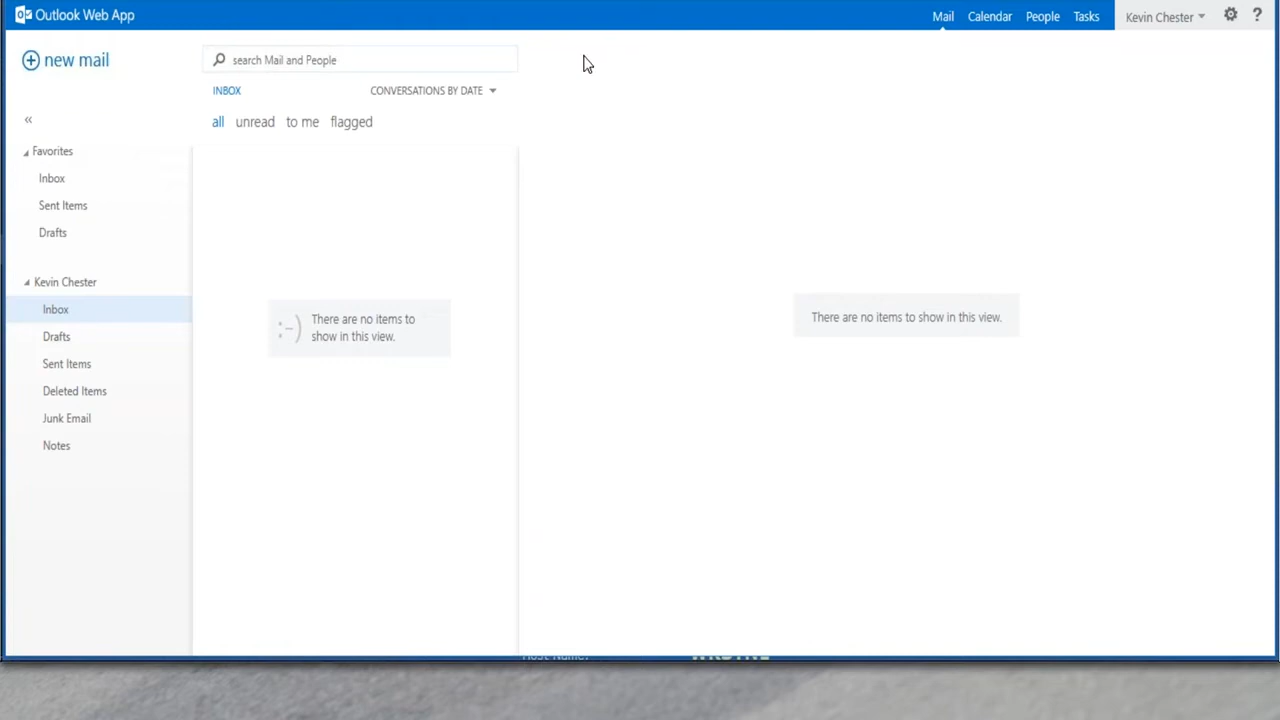 Outlook Web App
Mail Calendar People Tasks Kevin Chester ?
new mail
search Mail and People
INBOX CONVERSATIONS BY DATE
all unread to me flagged
«
Favorites
Inbox
Sent Items
Drafts
Kevin Chester
Inbox
Drafts
Sent Items
Deleted Items
Junk Email
Notes
:-) There are no items to
show in this view.
There are no items to show in this view.